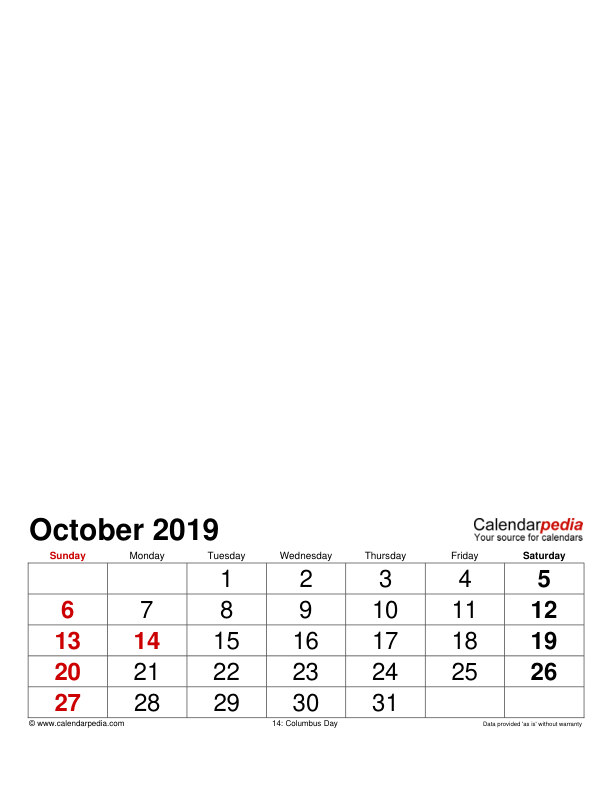 October 2019
Calendarpedia
Your source for calendars
Sunday Monday Tuesday Wednesday Thursday Friday Saturday
1 2 3 4 5
6 7 8 9 10 11 12
13 14 15 16 17 18 19
20 21 22 23 24 25 26
27 28 29 30 31
© www.calendarpedia.com 14: Columbus Day Data provided 'as is' without warranty